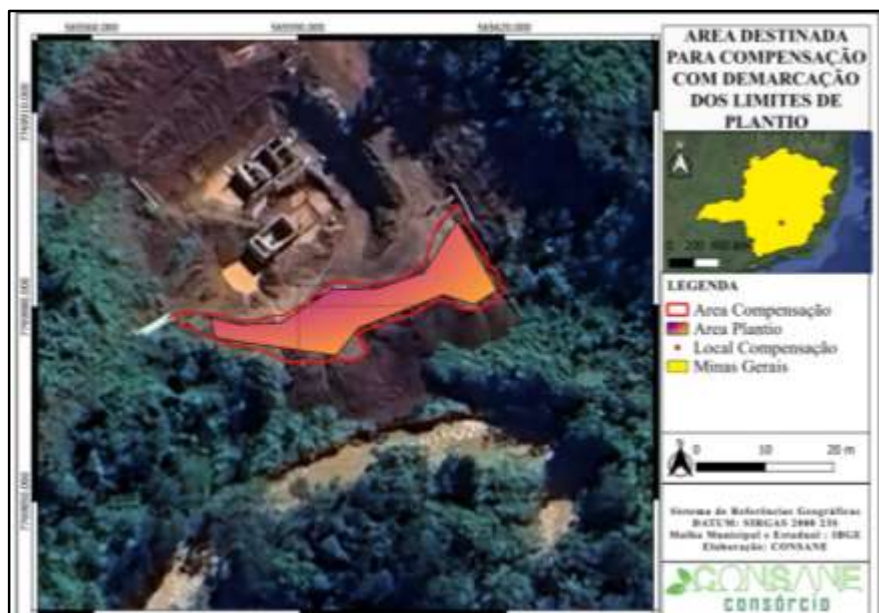 AREA DESTINADA
PARA COMPENSAÇÃO
COM DEMARCAÇÃO
DOS LIMITES DE
PLANTIO
LEGENDA
Area Compensação
Area Plantio
Local Compensação
Minas Gerais
0 10 20 m
Sistema de Referências Geográficas
DATUM: SIRGAS 2000 23S
Malha Municipal e Estadual : IBGE
Elaboração: CONSANE
CONSANE
consórcio